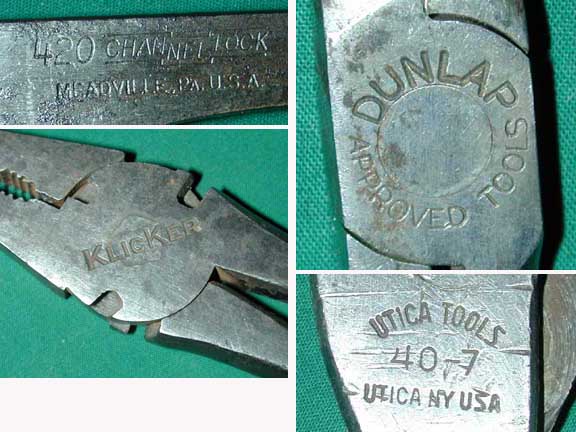 420 CHANNELLOCK
MEADVILLE, PA. U.S.A.
KLICKER
DUNLAP
APPROVED TOOLS
UTICA TOOLS
40-7
UTICA NY USA